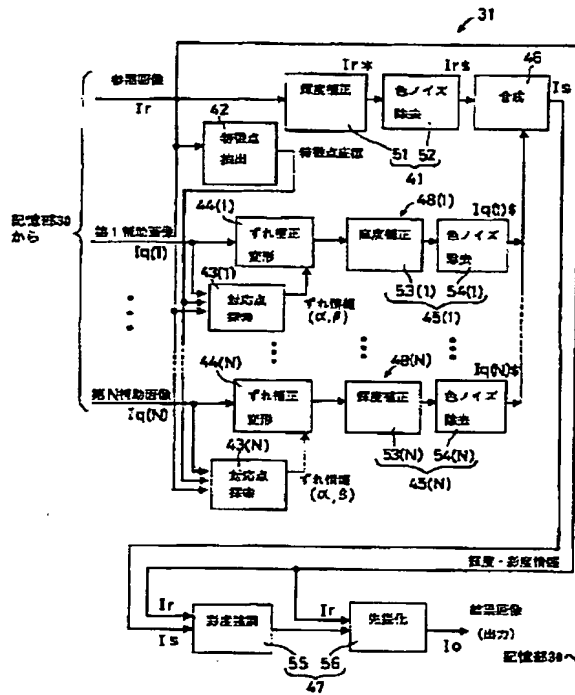 31
参照画像
Ir
42
特徴点
抽出
特徴点座標
輝度補正
Ir*
色ノイズ
除去
Ir$
46
合成
Is
51 52
41
記憶部30
から
第1補助画像
Iq(1)
44(1)
ずれ補正
変形
48(1)
輝度補正
色ノイズ
除去
Iq(1)$
43(1)
対応点
探索
ずれ情報
(α,β)
53(1) 54(1)
45(1)
第N補助画像
Iq(N)
44(N)
ずれ補正
変形
48(N)
輝度補正
色ノイズ
除去
Iq(N)$
43(N)
対応点
探索
ずれ情報
(α,β)
53(N) 54(N)
45(N)
輝度・彩度情報
Ir
Is
彩度強調
Ir
先鋭化
結果画像
(出力)
Io
記憶部30へ
55 56
47